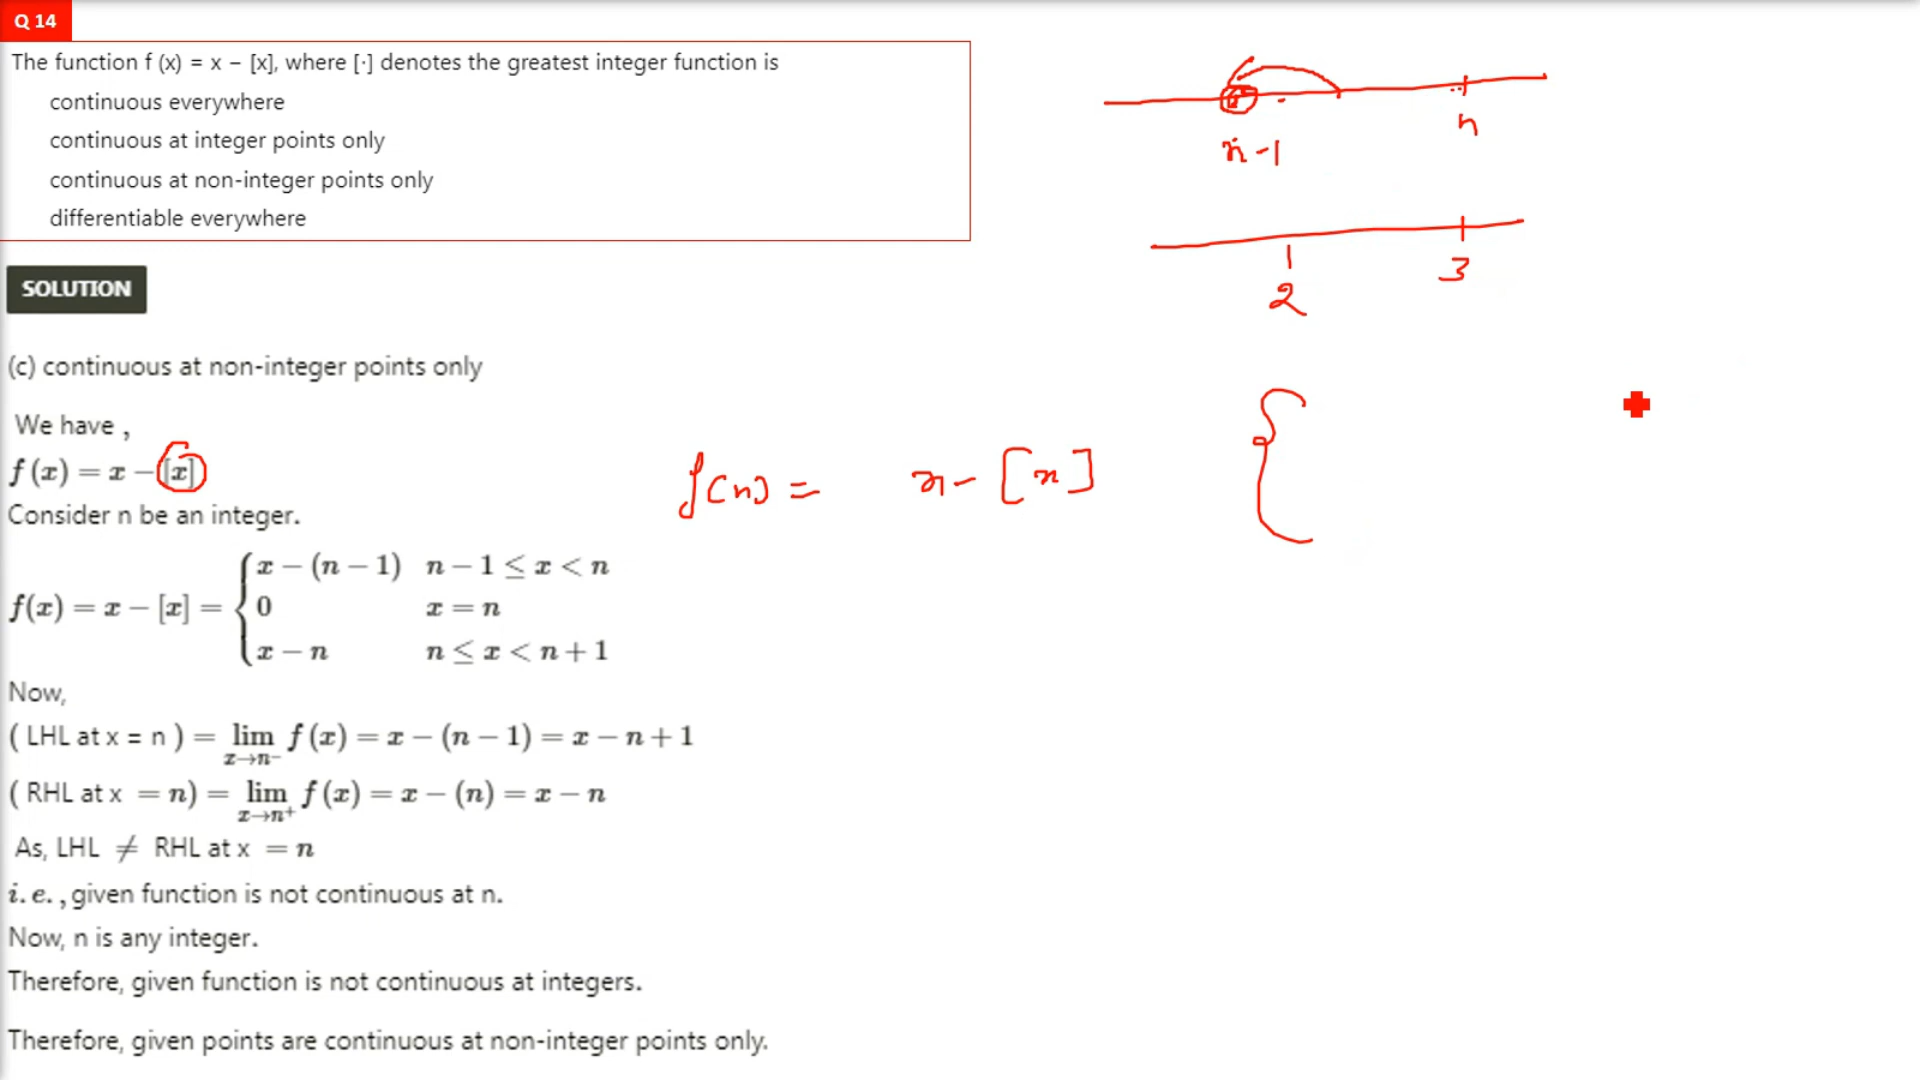 Q 14
The function f (x) = x − [x], where [·] denotes the greatest integer function is
continuous everywhere
continuous at integer points only
continuous at non-integer points only
differentiable everywhere
n-1
n
2
3
SOLUTION
(c) continuous at non-integer points only
We have ,
f (x) = x − [x]
f(n) = n - [n] {
Consider n be an integer.
f(x) = x − [x] = { x − (n − 1) n − 1 ≤ x < n
0 x = n
x − n n ≤ x < n + 1
Now,
( LHL at x = n ) = lim x→n− f (x) = x − (n − 1) = x − n + 1
( RHL at x = n) = lim x→n+ f (x) = x − (n) = x − n
As, LHL ≠ RHL at x = n
i. e. , given function is not continuous at n.
Now, n is any integer.
Therefore, given function is not continuous at integers.
Therefore, given points are continuous at non-integer points only.